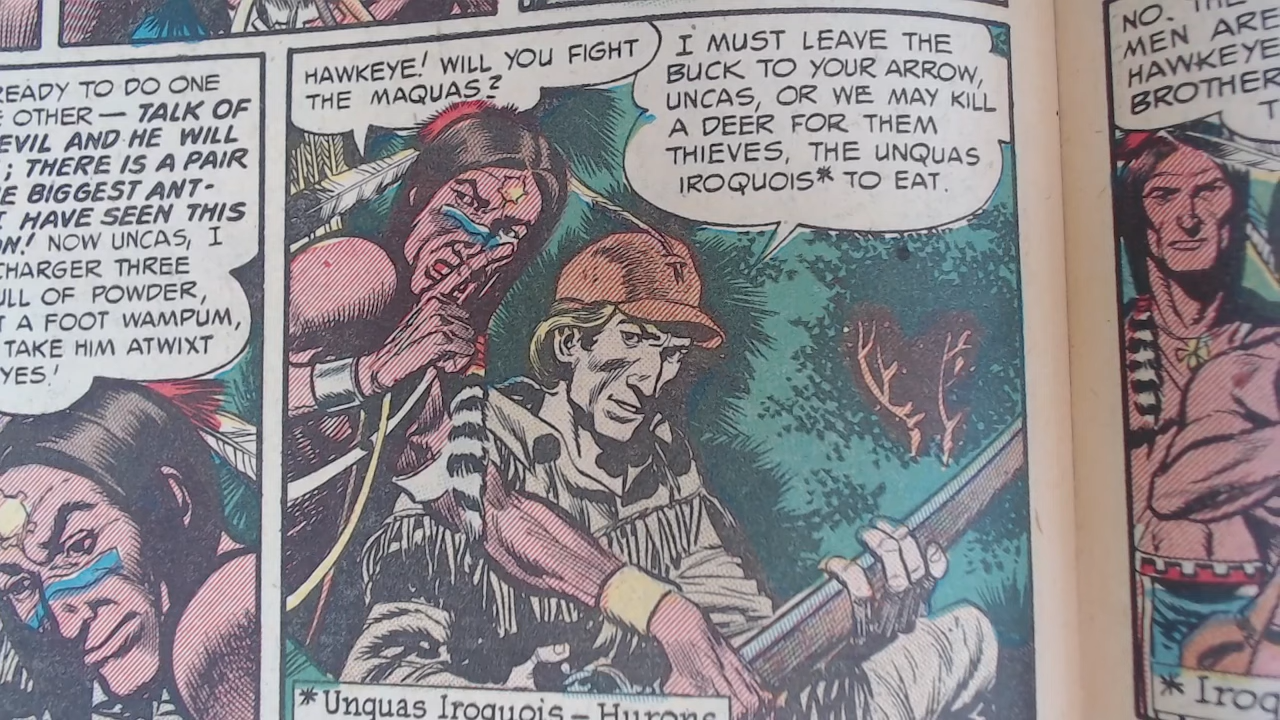 READY TO DO ONE
OTHER — TALK OF
EVIL AND HE WILL
; THERE IS A PAIR
BIGGEST ANT-
HAVE SEEN THIS
NOW UNCAS, I
CHARGER THREE
OF POWDER,
A FOOT WAMPUM,
TAKE HIM ATWIXT
YES!
HAWKEYE! WILL YOU FIGHT
THE MAQUAS?
I MUST LEAVE THE
BUCK TO YOUR ARROW,
UNCAS, OR WE MAY KILL
A DEER FOR THEM
THIEVES, THE UNQUAS
IROQUOIS* TO EAT.
* Unquas Iroquois — Hurons
NO. THE
MEN ARE
HAWKEYE
BROTHER
* Iroq